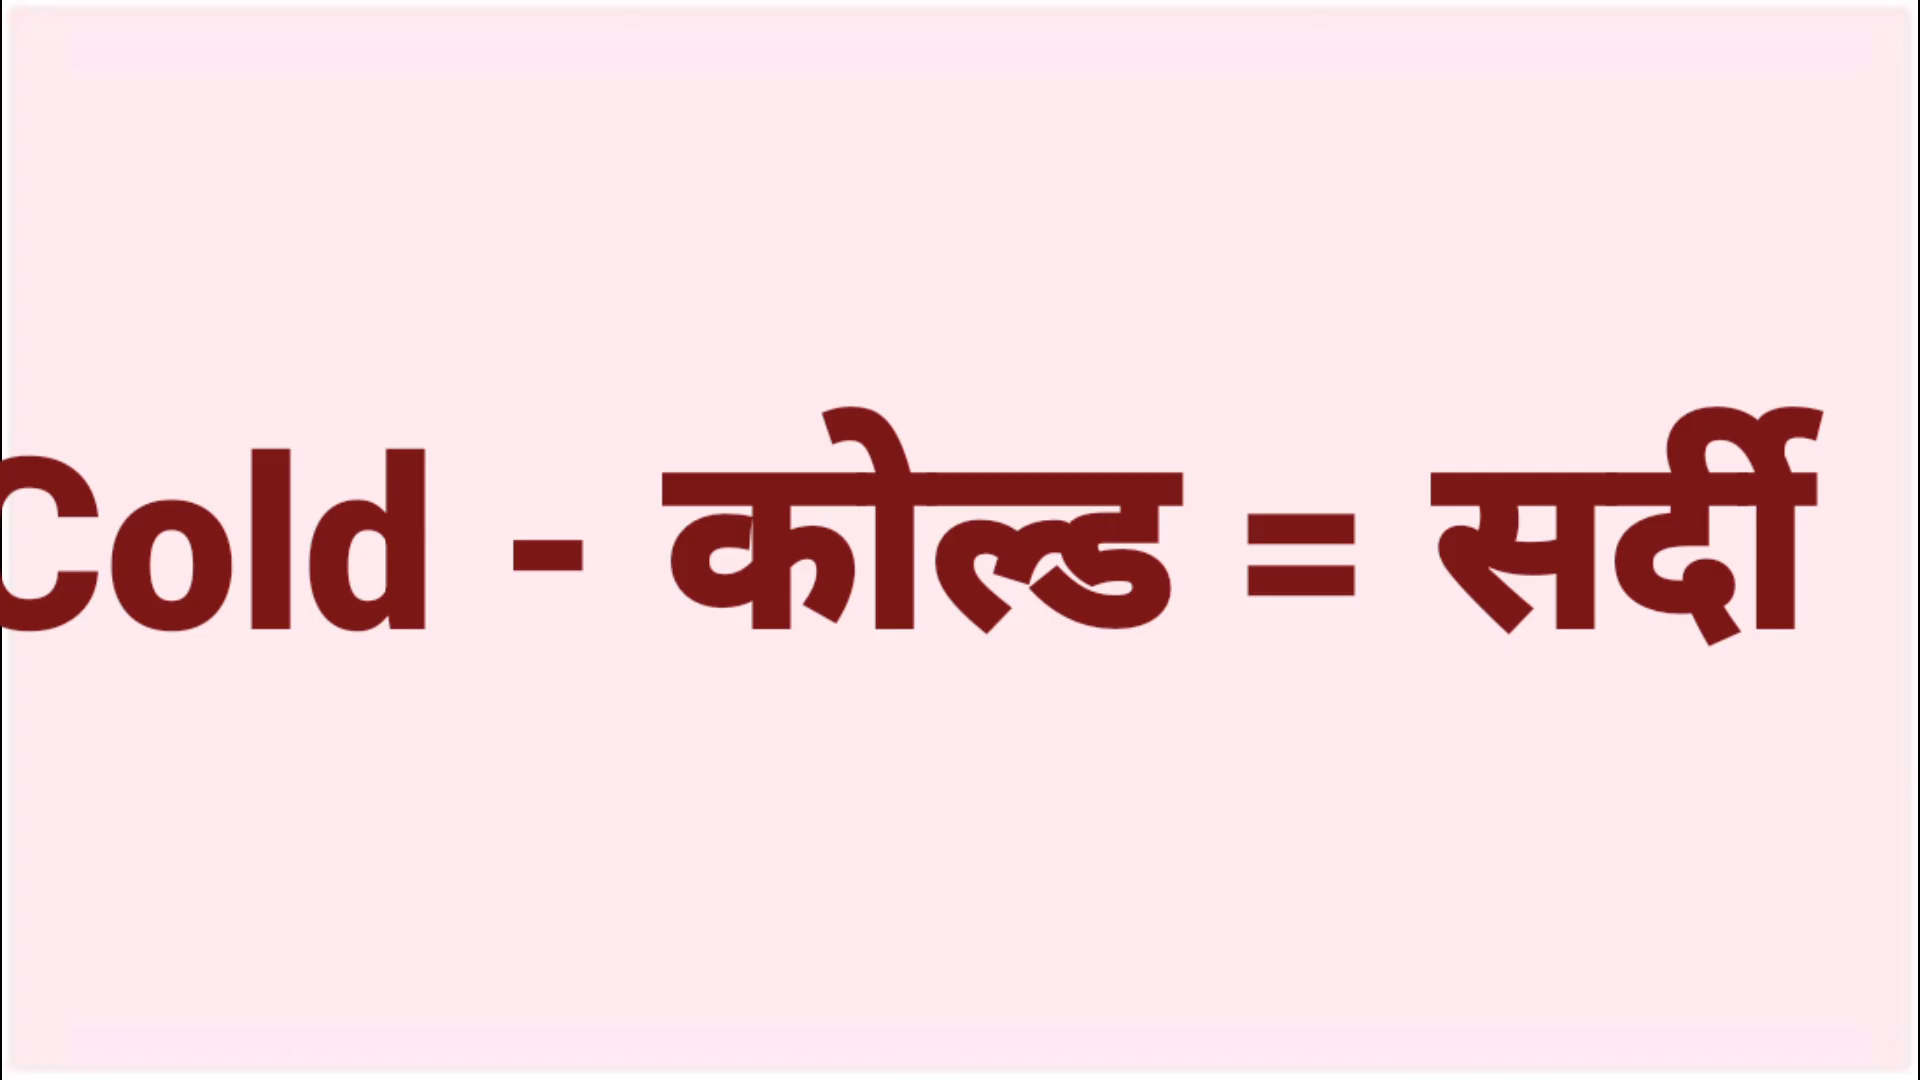 Cold - कोल्ड = सर्दी